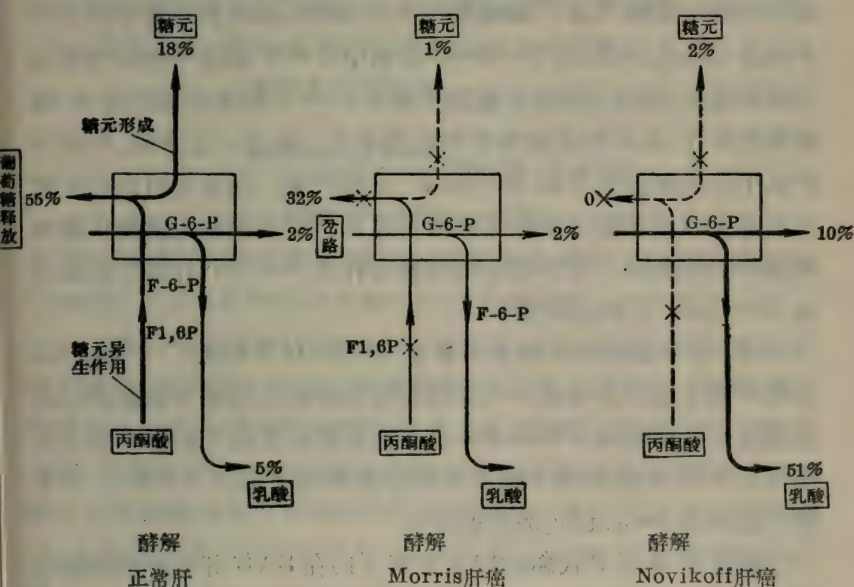 糖元
18%
糖元形成
葡萄糖释放
55%
G-6-P
2%
F-6-P
F1,6P
糖元异
生作用
丙酮酸
5%
乳酸
酵解
正常肝
糖元
1%
32%
岔路
G-6-P
2%
F-6-P
F1,6P
丙酮酸
乳酸
酵解
Morris肝癌
糖元
2%
0
G-6-P
10%
丙酮酸
51%
乳酸
酵解
Novikoff肝癌